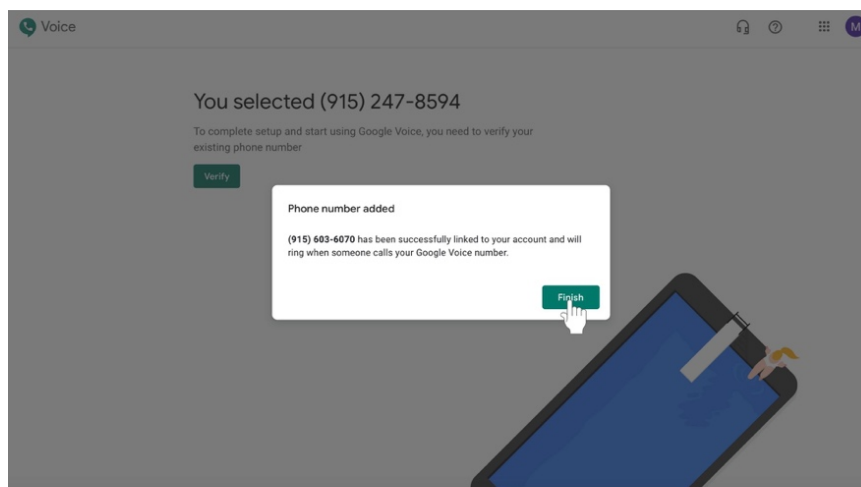 Voice
M
You selected (915) 247-8594
To complete setup and start using Google Voice, you need to verify your
existing phone number
Verify
Phone number added
(915) 603-6070 has been successfully linked to your account and will
ring when someone calls your Google Voice number.
Finish